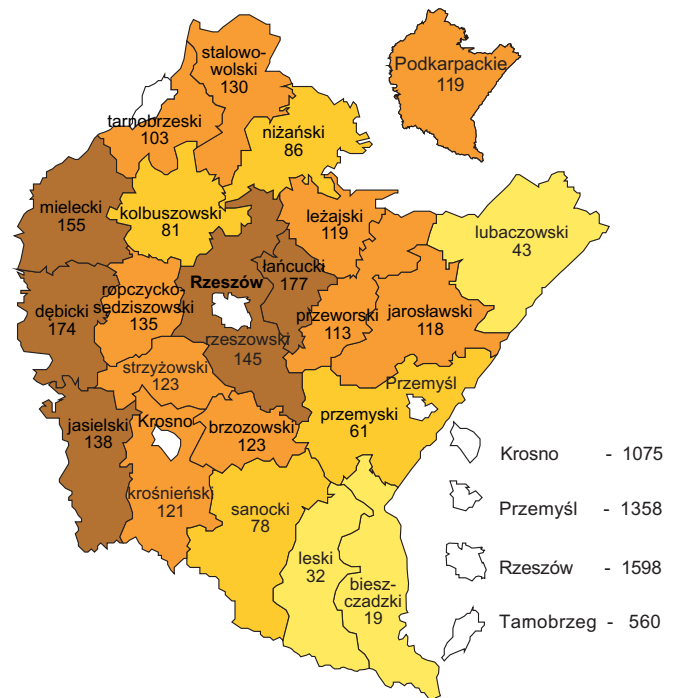 stalowo-
wolski
130
Podkarpackie
119
tarnobrzeski
103
niżański
86
mielecki
155
kolbuszowski
81
leżajski
119
lubaczowski
43
Rzeszów
łańcucki
177
ropczycko-
sędziszowski
135
dębicki
174
przeworski
113
jarosławski
118
rzeszowski
145
strzyżowski
123
Przemyśl
przemyski
61
jasielski
138
Krosno
brzozowski
123
krośnieński
121
sanocki
78
leski
32
biesz-
czadzki
19
Krosno - 1075
Przemyśl - 1358
Rzeszów - 1598
Tarnobrzeg - 560